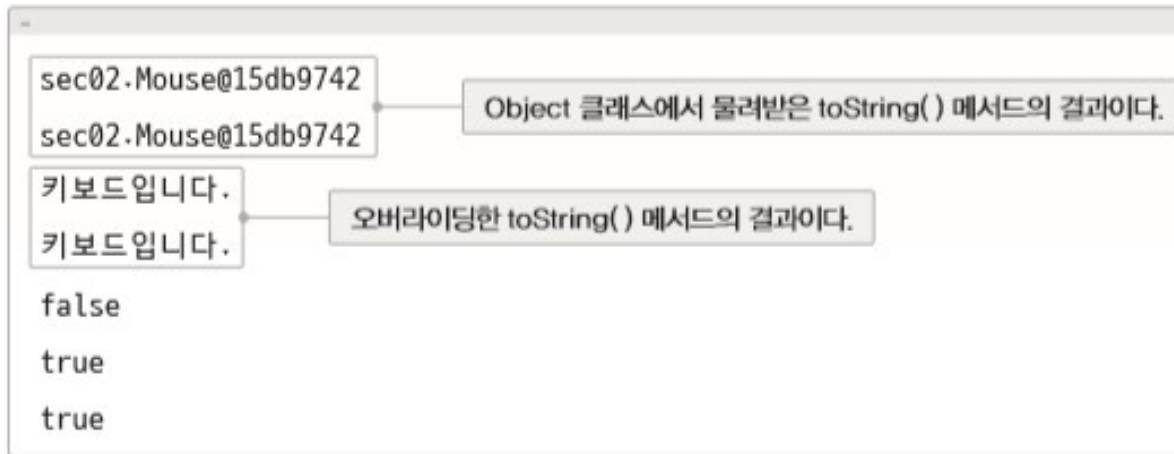 sec02.Mouse@15db9742
sec02.Mouse@15db9742
Object 클래스에서 물려받은 toString( ) 메서드의 결과이다.
키보드입니다.
키보드입니다.
오버라이딩한 toString( ) 메서드의 결과이다.
false
true
true